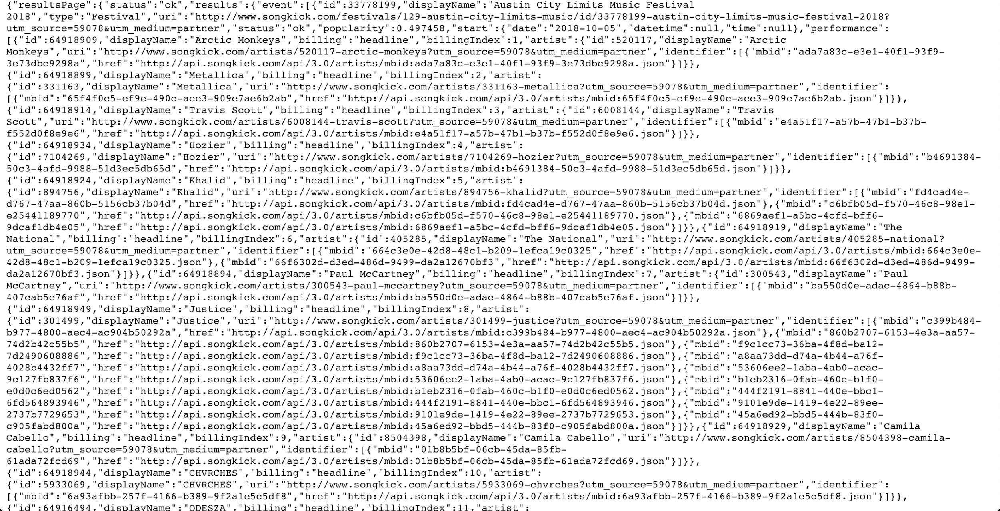 {"resultsPage":{"status":"ok","results":{"event":[{"id":33778199,"displayName":"Austin City Limits Music Festival
2018","type":"Festival","uri":"http://www.songkick.com/festivals/129-austin-city-limits-music/id/33778199-austin-city-limits-music-festival-2018?
utm_source=59078&utm_medium=partner","status":"ok","popularity":0.497458,"start":{"date":"2018-10-05","datetime":null,"time":null},"performance":
[{"id":64918909,"displayName":"Arctic Monkeys","billing":"headline","billingIndex":1,"artist":{"id":520117,"displayName":"Arctic
Monkeys","uri":"http://www.songkick.com/artists/520117-arctic-monkeys?utm_source=59078&utm_medium=partner","identifier":[{"mbid":"ada7a83c-e3e1-40f1-93f9-
3e73dbc9298a","href":"http://api.songkick.com/api/3.0/artists/mbid:ada7a83c-e3e1-40f1-93f9-3e73dbc9298a.json"}]}},
{"id":64918899,"displayName":"Metallica","billing":"headline","billingIndex":2,"artist":
{"id":331163,"displayName":"Metallica","uri":"http://www.songkick.com/artists/331163-metallica?utm_source=59078&utm_medium=partner","identifier":
[{"mbid":"65f4f0c5-ef9e-490c-aee3-909e7ae6b2ab","href":"http://api.songkick.com/api/3.0/artists/mbid:65f4f0c5-ef9e-490c-aee3-909e7ae6b2ab.json"}]}},
{"id":64918914,"displayName":"Travis Scott","billing":"headline","billingIndex":3,"artist":{"id":6008144,"displayName":"Travis
Scott","uri":"http://www.songkick.com/artists/6008144-travis-scott?utm_source=59078&utm_medium=partner","identifier":[{"mbid":"e4a51f17-a57b-47b1-b37b-
f552d0f8e9e6","href":"http://api.songkick.com/api/3.0/artists/mbid:e4a51f17-a57b-47b1-b37b-f552d0f8e9e6.json"}]}},
{"id":64918934,"displayName":"Hozier","billing":"headline","billingIndex":4,"artist":
{"id":7104269,"displayName":"Hozier","uri":"http://www.songkick.com/artists/7104269-hozier?utm_source=59078&utm_medium=partner","identifier":[{"mbid":"b4691384-
50c3-4afd-9988-51d3ec5db65d","href":"http://api.songkick.com/api/3.0/artists/mbid:b4691384-50c3-4afd-9988-51d3ec5db65d.json"}]}},
{"id":64918924,"displayName":"Khalid","billing":"headline","billingIndex":5,"artist":
{"id":894756,"displayName":"Khalid","uri":"http://www.songkick.com/artists/894756-khalid?utm_source=59078&utm_medium=partner","identifier":[{"mbid":"fd4cad4e-
d767-47aa-860b-5156cb37b04d","href":"http://api.songkick.com/api/3.0/artists/mbid:fd4cad4e-d767-47aa-860b-5156cb37b04d.json"},{"mbid":"c6bfb05d-f570-46c8-98e1-
e25441189770","href":"http://api.songkick.com/api/3.0/artists/mbid:c6bfb05d-f570-46c8-98e1-e25441189770.json"},{"mbid":"6869aef1-a5bc-4cfd-bff6-
9dcaf1db4e05","href":"http://api.songkick.com/api/3.0/artists/mbid:6869aef1-a5bc-4cfd-bff6-9dcaf1db4e05.json"}]}},{"id":64918919,"displayName":"The
National","billing":"headline","billingIndex":6,"artist":{"id":405285,"displayName":"The National","uri":"http://www.songkick.com/artists/405285-national?
utm_source=59078&utm_medium=partner","identifier":[{"mbid":"664c3e0e-42d8-48c1-b209-1efca19c0325","href":"http://api.songkick.com/api/3.0/artists/mbid:664c3e0e-
42d8-48c1-b209-1efca19c0325.json"},{"mbid":"66f6302d-d3ed-486d-9499-da2a12670bf3","href":"http://api.songkick.com/api/3.0/artists/mbid:66f6302d-d3ed-486d-9499-
da2a12670bf3.json"}]}},{"id":64918894,"displayName":"Paul McCartney","billing":"headline","billingIndex":7,"artist":{"id":300543,"displayName":"Paul
McCartney","uri":"http://www.songkick.com/artists/300543-paul-mccartney?utm_source=59078&utm_medium=partner","identifier":[{"mbid":"ba550d0e-adac-4864-b88b-
407cab5e76af","href":"http://api.songkick.com/api/3.0/artists/mbid:ba550d0e-adac-4864-b88b-407cab5e76af.json"}]}},
{"id":64918949,"displayName":"Justice","billing":"headline","billingIndex":8,"artist":
{"id":301499,"displayName":"Justice","uri":"http://www.songkick.com/artists/301499-justice?utm_source=59078&utm_medium=partner","identifier":[{"mbid":"c399b484-
b977-4800-aec4-ac904b50292a","href":"http://api.songkick.com/api/3.0/artists/mbid:c399b484-b977-4800-aec4-ac904b50292a.json"},{"mbid":"860b2707-6153-4e3a-aa57-
74d2b42c55b5","href":"http://api.songkick.com/api/3.0/artists/mbid:860b2707-6153-4e3a-aa57-74d2b42c55b5.json"},{"mbid":"f9c1cc73-36ba-4f8d-ba12-
7d2490608886","href":"http://api.songkick.com/api/3.0/artists/mbid:f9c1cc73-36ba-4f8d-ba12-7d2490608886.json"},{"mbid":"a8aa73dd-d74a-4b44-a76f-
4028b4432ff7","href":"http://api.songkick.com/api/3.0/artists/mbid:a8aa73dd-d74a-4b44-a76f-4028b4432ff7.json"},{"mbid":"53606ee2-1aba-4ab0-acac-
9c127fb837f6","href":"http://api.songkick.com/api/3.0/artists/mbid:53606ee2-1aba-4ab0-acac-9c127fb837f6.json"},{"mbid":"b1eb2316-0fab-460c-b1f0-
e0d0c6ed0562","href":"http://api.songkick.com/api/3.0/artists/mbid:b1eb2316-0fab-460c-b1f0-e0d0c6ed0562.json"},{"mbid":"444f2191-8841-440e-bbc1-
6fd564893946","href":"http://api.songkick.com/api/3.0/artists/mbid:444f2191-8841-440e-bbc1-6fd564893946.json"},{"mbid":"9101e9de-1419-4e22-89ee-
2737b7729653","href":"http://api.songkick.com/api/3.0/artists/mbid:9101e9de-1419-4e22-89ee-2737b7729653.json"},{"mbid":"45a6ed92-bbd5-444b-83f0-
c905fabd800a","href":"http://api.songkick.com/api/3.0/artists/mbid:45a6ed92-bbd5-444b-83f0-c905fabd800a.json"}]}},{"id":64918929,"displayName":"Camila
Cabello","billing":"headline","billingIndex":9,"artist":{"id":8504398,"displayName":"Camila Cabello","uri":"http://www.songkick.com/artists/8504398-camila-
cabello?utm_source=59078&utm_medium=partner","identifier":[{"mbid":"01b8b5bf-06cb-45da-85fb-
61ada72fcd69","href":"http://api.songkick.com/api/3.0/artists/mbid:01b8b5bf-06cb-45da-85fb-61ada72fcd69.json"}]}},
{"id":64918944,"displayName":"CHVRCHES","billing":"headline","billingIndex":10,"artist":
{"id":5933069,"displayName":"CHVRCHES","uri":"http://www.songkick.com/artists/5933069-chvrches?utm_source=59078&utm_medium=partner","identifier":
[{"mbid":"6a93afbb-257f-4166-b389-9f2a1e5c5df8","href":"http://api.songkick.com/api/3.0/artists/mbid:6a93afbb-257f-4166-b389-9f2a1e5c5df8.json"}]}},
{"id":64916494,"displayName":"ODESZA","billing":"headline","billingIndex":11,"artist":